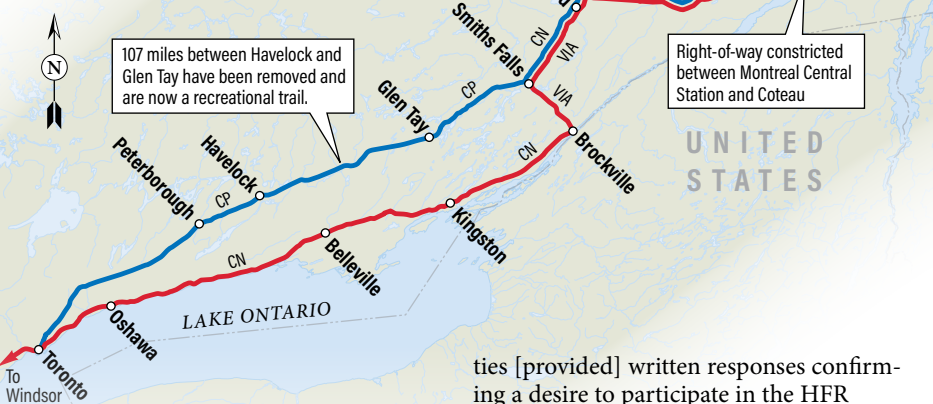 N
107 miles between Havelock and
Glen Tay have been removed and
are now a recreational trail.
Smiths Falls
CN
VIA
Right-of-way constricted
between Montreal Central
Station and Coteau
CP
Glen Tay
VIA
UNITED
STATES
Brockville
CN
Havelock
Peterborough
CP
Kingston
Belleville
CN
LAKE ONTARIO
Oshawa
Toronto
To
Windsor
ties [provided] written responses confirm-
ing a desire to participate in the HFR